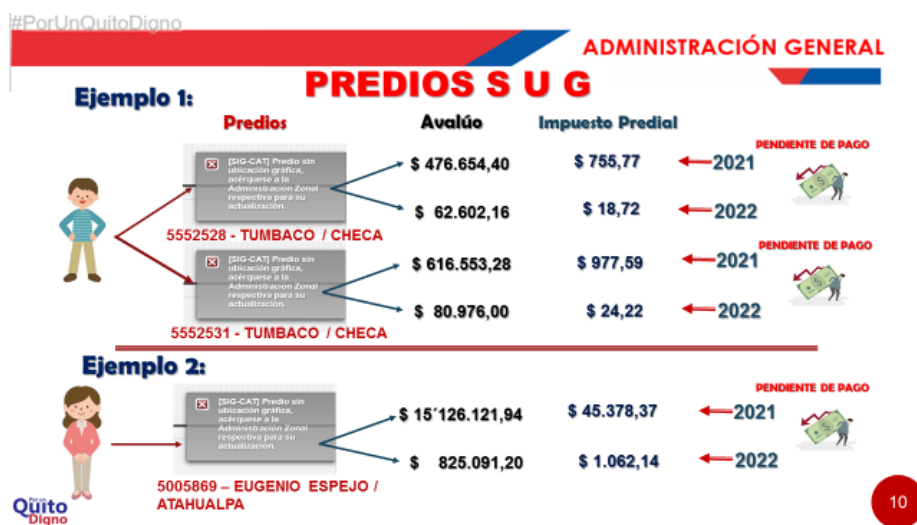 #PorUnQuitoDigno
ADMINISTRACIÓN GENERAL
PREDIOS S U G
Ejemplo 1:
Predios
Avalúo
Impuesto Predial
PENDIENTE DE PAGO
[SIG-CAT] Predio sin
ubicación gráfica,
acérquese a la
Administración Zonal
respectiva para su
actualización.
$ 476.654,40
$ 755,77
2021
$ 62.602,16
$ 18,72
2022
5552528 - TUMBACO / CHECA
PENDIENTE DE PAGO
[SIG-CAT] Predio sin
ubicación gráfica,
acérquese a la
Administración Zonal
respectiva para su
actualización.
$ 616.553,28
$ 977,59
2021
$ 80.976,00
$ 24,22
2022
5552531 - TUMBACO / CHECA
Ejemplo 2:
PENDIENTE DE PAGO
[SIG-CAT] Predio sin
ubicación gráfica,
acérquese a la
Administración Zonal
respectiva para su
actualización.
$ 15´126.121,94
$ 45.378,37
2021
$ 825.091,20
$ 1.062,14
2022
5005869 – EUGENIO ESPEJO /
ATAHUALPA
Por un
Quito
Digno
10